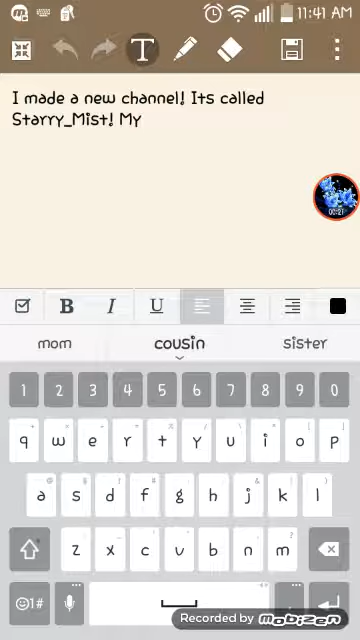 11:41 AM
T
I made a new channel! Its called
Starry_Mist! My
00:21
B I U
mom cousin sister
1 2 3 4 5 6 7 8 9 0
q w e r t y u i o p
a s d f g h j k l
z x c v b n m
1#
Recorded by mobizen